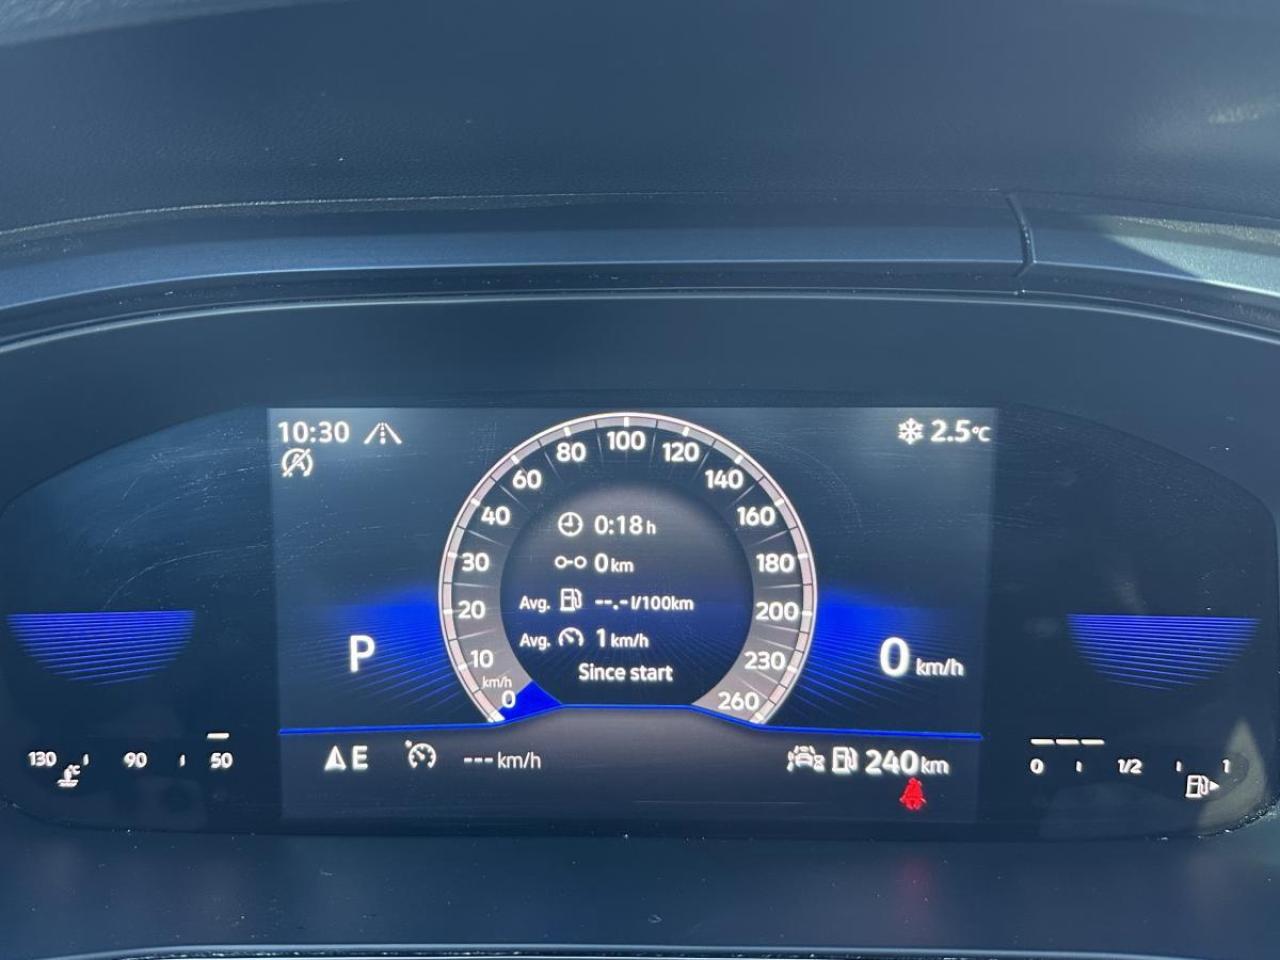 10:30
2.5°C
100
80 120
60 140
40 160
30 180
20 200
10 230
km/h
0 260
0:18 h
0 km
Avg. --.- l/100km
Avg. 1 km/h
Since start
P
0 km/h
E --- km/h
240 km
130 90 50
°C
0 1/2 1